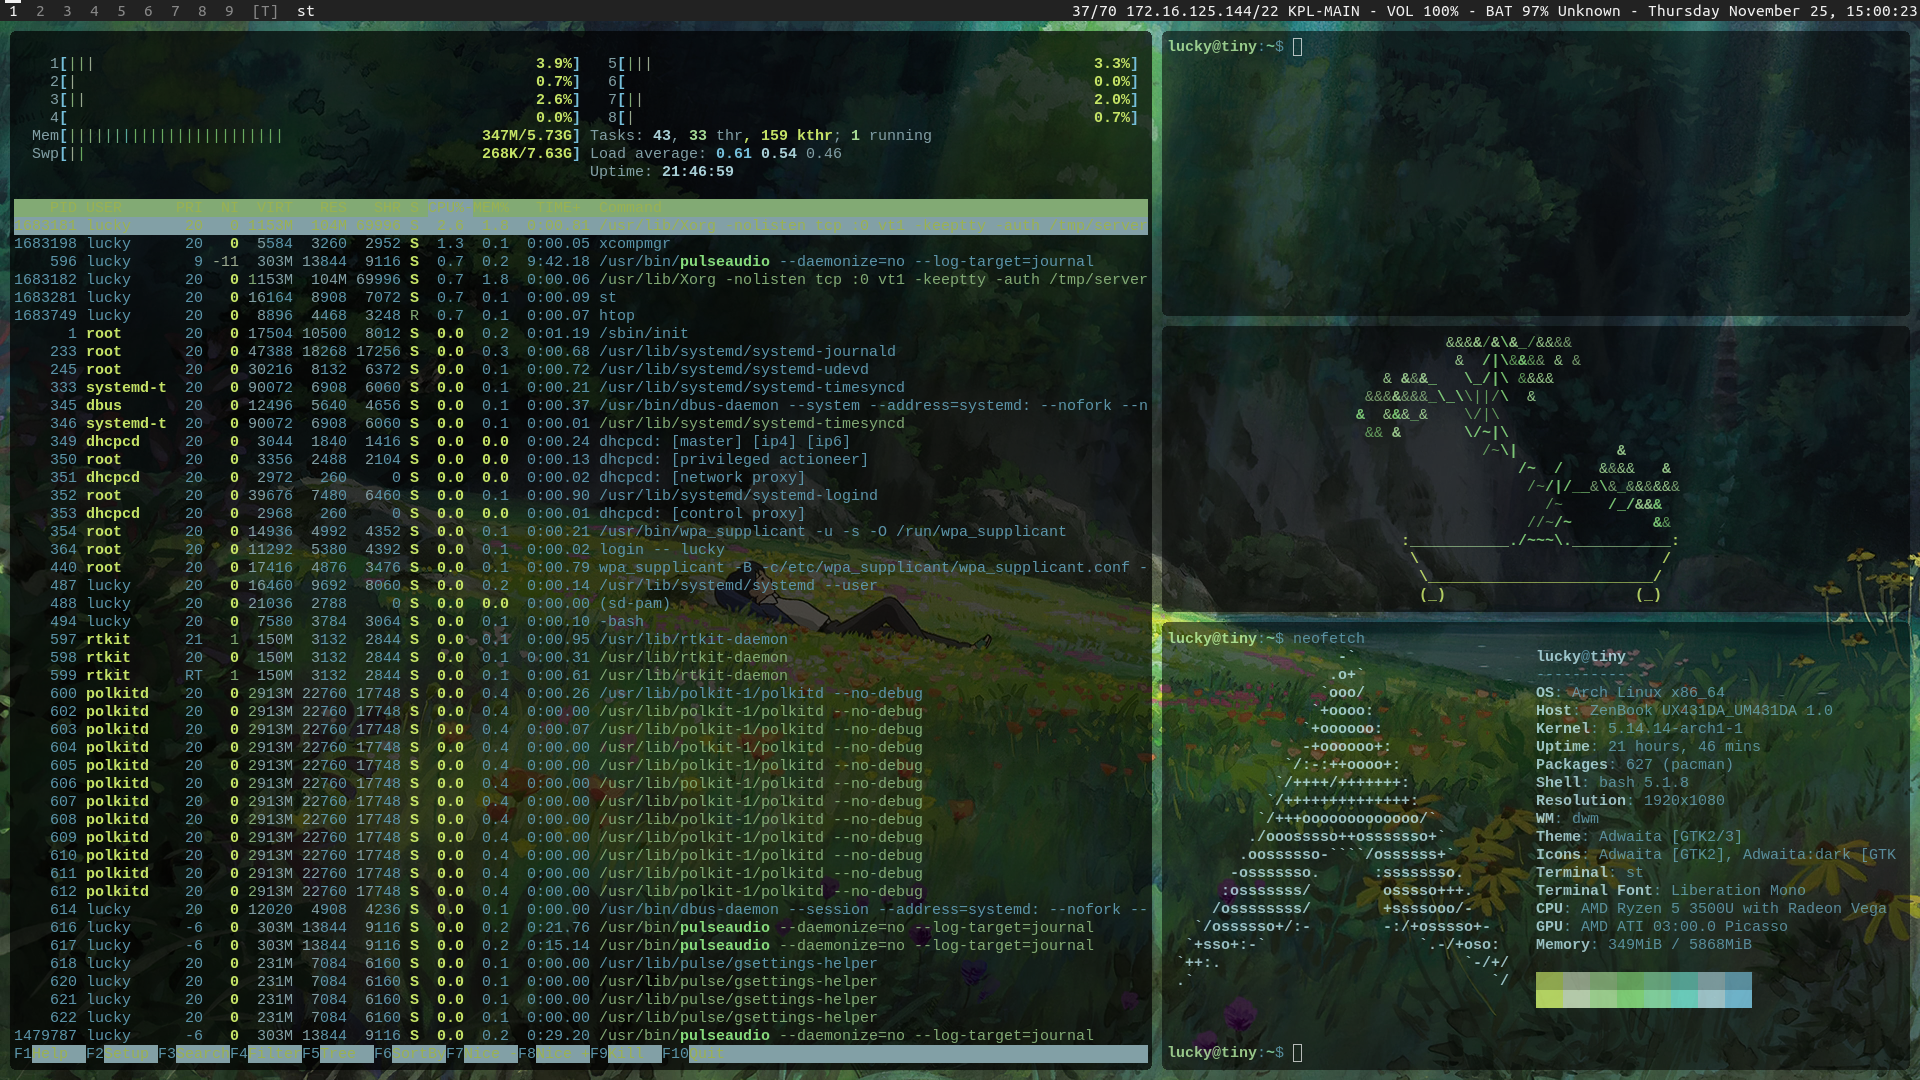 1 2 3 4 5 6 7 8 9 [T] st 37/70 172.16.125.144/22 KPL-MAIN - VOL 100% - BAT 97% Unknown - Thursday November 25, 15:00:23
1[||| 3.9%] 5[||| 3.3%]
2[| 0.7%] 6[ 0.0%]
3[|| 2.6%] 7[|| 2.0%]
4[ 0.0%] 8[| 0.7%]
Mem[|||||||||||||||||||||||| 347M/5.73G] Tasks: 43, 33 thr, 159 kthr; 1 running
Swp[|| 268K/7.63G] Load average: 0.61 0.54 0.46
Uptime: 21:46:59
PID USER PRI NI VIRT RES SHR S CPU% MEM% TIME+ Command
/usr/lib/Xorg -nolisten tcp :0 vt1 -keeptty -auth /tmp/server
1683198 lucky 20 0 5584 3260 2952 S 1.3 0.1 0:00.05 xcompmgr
596 lucky 9 -11 303M 13844 9116 S 0.7 0.2 9:42.18 /usr/bin/pulseaudio --daemonize=no --log-target=journal
1683182 lucky 20 0 1153M 104M 69996 S 0.7 1.8 0:00.06 /usr/lib/Xorg -nolisten tcp :0 vt1 -keeptty -auth /tmp/server
1683281 lucky 20 0 16164 8908 7072 S 0.7 0.1 0:00.09 st
1683749 lucky 20 0 8896 4468 3248 R 0.7 0.1 0:00.07 htop
1 root 20 0 17504 10500 8012 S 0.0 0.2 0:01.19 /sbin/init
233 root 20 0 47388 18268 17256 S 0.0 0.3 0:00.68 /usr/lib/systemd/systemd-journald
245 root 20 0 30216 8132 6372 S 0.0 0.1 0:00.72 /usr/lib/systemd/systemd-udevd
333 systemd-t 20 0 90072 6908 6060 S 0.0 0.1 0:00.21 /usr/lib/systemd/systemd-timesyncd
345 dbus 20 0 12496 5640 4656 S 0.0 0.1 0:00.37 /usr/bin/dbus-daemon --system --address=systemd: --nofork --n
346 systemd-t 20 0 90072 6908 6060 S 0.0 0.1 0:00.01 /usr/lib/systemd/systemd-timesyncd
349 dhcpcd 20 0 3044 1840 1416 S 0.0 0.0 0:00.24 dhcpcd: [master] [ip4] [ip6]
350 root 20 0 3356 2488 2104 S 0.0 0.0 0:00.13 dhcpcd: [privileged actioneer]
351 dhcpcd 20 0 2972 260 0 S 0.0 0.0 0:00.02 dhcpcd: [network proxy]
352 root 20 0 39676 7480 6460 S 0.0 0.1 0:00.90 /usr/lib/systemd/systemd-logind
353 dhcpcd 20 0 2968 260 0 S 0.0 0.0 0:00.01 dhcpcd: [control proxy]
354 root 20 0 14936 4992 4352 S 0.0 0.1 0:00.21 /usr/bin/wpa_supplicant -u -s -O /run/wpa_supplicant
364 root 20 0 11292 5380 4392 S 0.0 0.1 0:00.02 login -- lucky
440 root 20 0 17416 4876 3476 S 0.0 0.1 0:00.79 wpa_supplicant -B -c/etc/wpa_supplicant/wpa_supplicant.conf -
487 lucky 20 0 16460 9692 8060 S 0.0 0.2 0:00.14 /usr/lib/systemd/systemd --user
488 lucky 20 0 21036 2788 0 S 0.0 0.0 0:00.00 (sd-pam)
494 lucky 20 0 7580 3784 3064 S 0.0 0.1 0:00.10 -bash
597 rtkit 21 1 150M 3132 2844 S 0.0 0.1 0:00.95 /usr/lib/rtkit-daemon
598 rtkit 20 0 150M 3132 2844 S 0.0 0.1 0:00.31 /usr/lib/rtkit-daemon
599 rtkit RT 1 150M 3132 2844 S 0.0 0.1 0:00.61 /usr/lib/rtkit-daemon
600 polkitd 20 0 2913M 22760 17748 S 0.0 0.4 0:00.26 /usr/lib/polkit-1/polkitd --no-debug
602 polkitd 20 0 2913M 22760 17748 S 0.0 0.4 0:00.00 /usr/lib/polkit-1/polkitd --no-debug
603 polkitd 20 0 2913M 22760 17748 S 0.0 0.4 0:00.07 /usr/lib/polkit-1/polkitd --no-debug
604 polkitd 20 0 2913M 22760 17748 S 0.0 0.4 0:00.00 /usr/lib/polkit-1/polkitd --no-debug
605 polkitd 20 0 2913M 22760 17748 S 0.0 0.4 0:00.00 /usr/lib/polkit-1/polkitd --no-debug
606 polkitd 20 0 2913M 22760 17748 S 0.0 0.4 0:00.00 /usr/lib/polkit-1/polkitd --no-debug
607 polkitd 20 0 2913M 22760 17748 S 0.0 0.4 0:00.00 /usr/lib/polkit-1/polkitd --no-debug
608 polkitd 20 0 2913M 22760 17748 S 0.0 0.4 0:00.00 /usr/lib/polkit-1/polkitd --no-debug
609 polkitd 20 0 2913M 22760 17748 S 0.0 0.4 0:00.00 /usr/lib/polkit-1/polkitd --no-debug
610 polkitd 20 0 2913M 22760 17748 S 0.0 0.4 0:00.00 /usr/lib/polkit-1/polkitd --no-debug
611 polkitd 20 0 2913M 22760 17748 S 0.0 0.4 0:00.00 /usr/lib/polkit-1/polkitd --no-debug
612 polkitd 20 0 2913M 22760 17748 S 0.0 0.4 0:00.00 /usr/lib/polkit-1/polkitd --no-debug
614 lucky 20 0 12020 4908 4236 S 0.0 0.1 0:00.00 /usr/bin/dbus-daemon --session --address=systemd: --nofork --
616 lucky -6 0 303M 13844 9116 S 0.0 0.2 0:21.76 /usr/bin/pulseaudio --daemonize=no --log-target=journal
617 lucky -6 0 303M 13844 9116 S 0.0 0.2 0:15.14 /usr/bin/pulseaudio --daemonize=no --log-target=journal
618 lucky 20 0 231M 7084 6160 S 0.0 0.1 0:00.00 /usr/lib/pulse/gsettings-helper
620 lucky 20 0 231M 7084 6160 S 0.0 0.1 0:00.00 /usr/lib/pulse/gsettings-helper
621 lucky 20 0 231M 7084 6160 S 0.0 0.1 0:00.00 /usr/lib/pulse/gsettings-helper
622 lucky 20 0 231M 7084 6160 S 0.0 0.1 0:00.00 /usr/lib/pulse/gsettings-helper
1479787 lucky -6 0 303M 13844 9116 S 0.0 0.2 0:29.20 /usr/bin/pulseaudio --daemonize=no --log-target=journal
F1Help F2Setup F3Search F4Filter F5Tree F6SortBy F7Nice - F8Nice + F9Kill F10Quit
lucky@tiny:~$
lucky@tiny:~$ neofetch
lucky@tiny
------------
OS: Arch Linux x86_64
Host: ZenBook UX431DA_UM431DA 1.0
Kernel: 5.14.14-arch1-1
Uptime: 21 hours, 46 mins
Packages: 627 (pacman)
Shell: bash 5.1.8
Resolution: 1920x1080
WM: dwm
Theme: Adwaita [GTK2/3]
Icons: Adwaita [GTK2], Adwaita:dark [GTK
Terminal: st
Terminal Font: Liberation Mono
CPU: AMD Ryzen 5 3500U with Radeon Vega
GPU: AMD ATI 03:00.0 Picasso
Memory: 349MiB / 5868MiB
lucky@tiny:~$